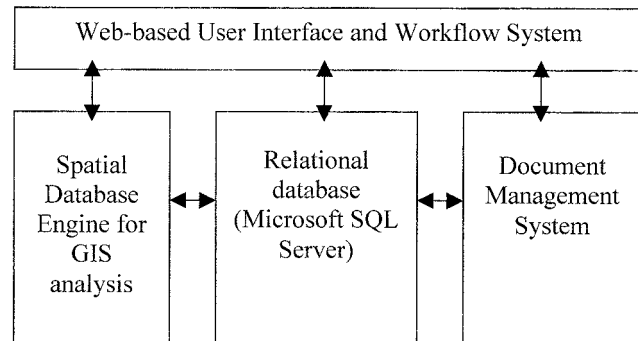 Web-based User Interface and Workflow System
Spatial
Database
Engine for
GIS
analysis
Relational
database
(Microsoft SQL
Server)
Document
Management
System